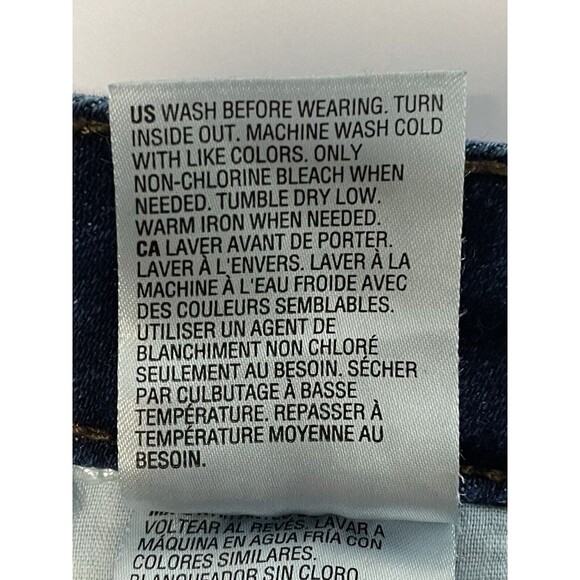 US WASH BEFORE WEARING. TURN
INSIDE OUT. MACHINE WASH COLD
WITH LIKE COLORS. ONLY
NON-CHLORINE BLEACH WHEN
NEEDED. TUMBLE DRY LOW.
WARM IRON WHEN NEEDED.
CA LAVER AVANT DE PORTER.
LAVER À L'ENVERS. LAVER À LA
MACHINE À L'EAU FROIDE AVEC
DES COULEURS SEMBLABLES.
UTILISER UN AGENT DE
BLANCHIMENT NON CHLORÉ
SEULEMENT AU BESOIN. SÉCHER
PAR CULBUTAGE À BASSE
TEMPÉRATURE. REPASSER À
TEMPÉRATURE MOYENNE AU
BESOIN.
VOLTEAR AL REVÉS. LAVAR A
MÁQUINA EN AGUA FRÍA CON
COLORES SIMILARES.
BLANQUEADOR SIN CLORO